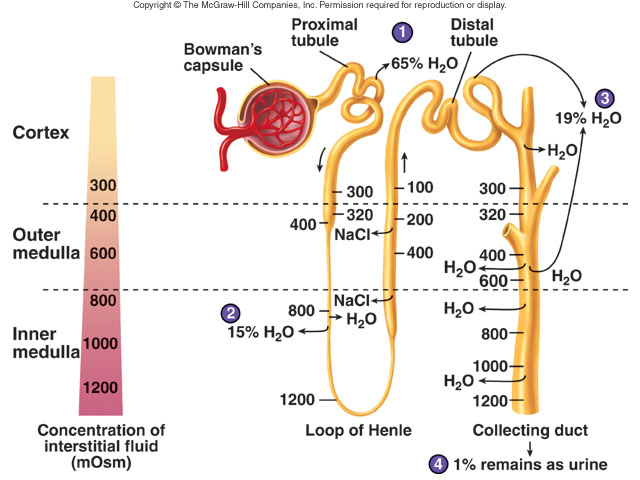 Copyright © The McGraw-Hill Companies, Inc. Permission required for reproduction or display.
Bowman's
capsule
Proximal
tubule
1
65% H₂O
Distal
tubule
3
19% H₂O
H₂O
Cortex
300
400
Outer
medulla
600
800
Inner
medulla
1000
1200
Concentration of
interstitial fluid
(mOsm)
300
320
400
NaCl
100
200
400
NaCl
2
15% H₂O
800
H₂O
1200
Loop of Henle
300
320
400
H₂O
600
H₂O
H₂O
800
1000
H₂O
1200
Collecting duct
4 1% remains as urine